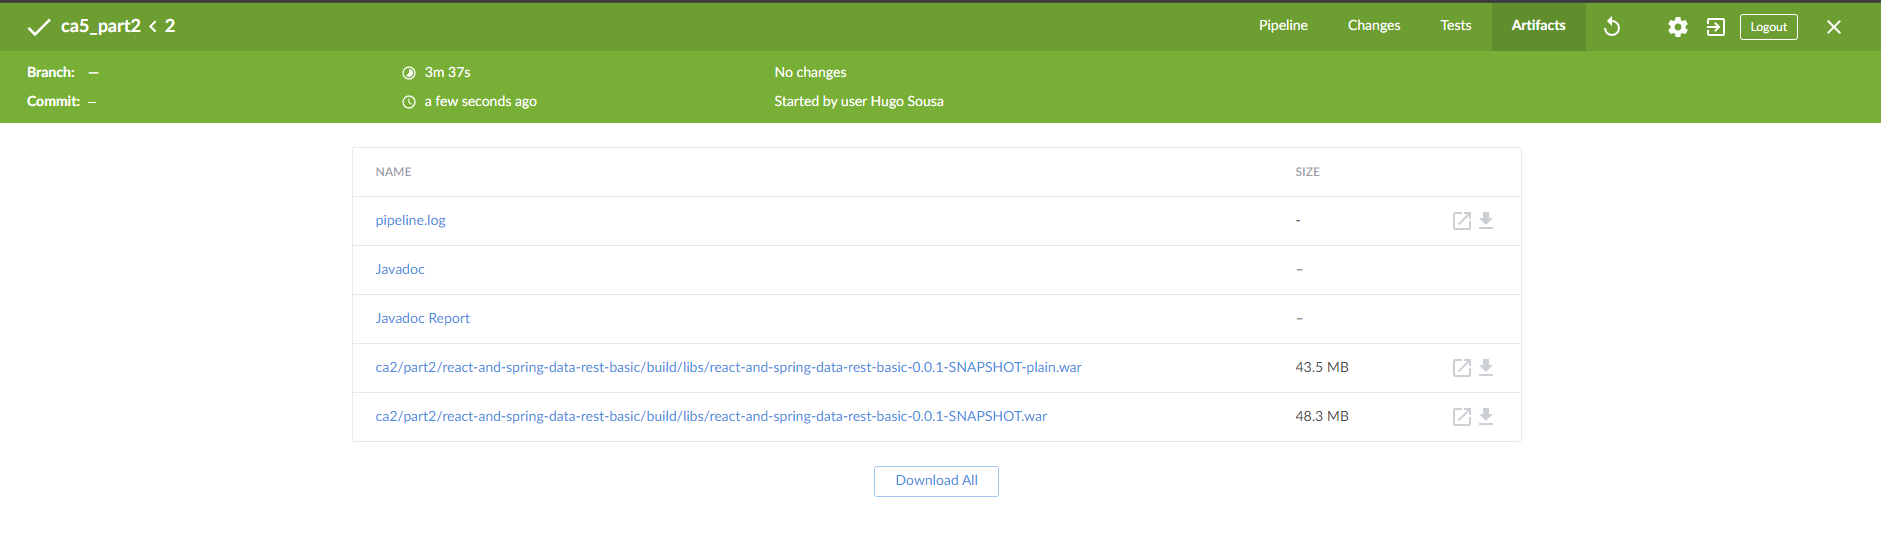 ca5_part2 < 2 Pipeline Changes Tests Artifacts Logout
Branch: — 3m 37s No changes
Commit: – a few seconds ago Started by user Hugo Sousa
NAME SIZE
pipeline.log -
Javadoc –
Javadoc Report –
ca2/part2/react-and-spring-data-rest-basic/build/libs/react-and-spring-data-rest-basic-0.0.1-SNAPSHOT-plain.war 43.5 MB
ca2/part2/react-and-spring-data-rest-basic/build/libs/react-and-spring-data-rest-basic-0.0.1-SNAPSHOT.war 48.3 MB
Download All